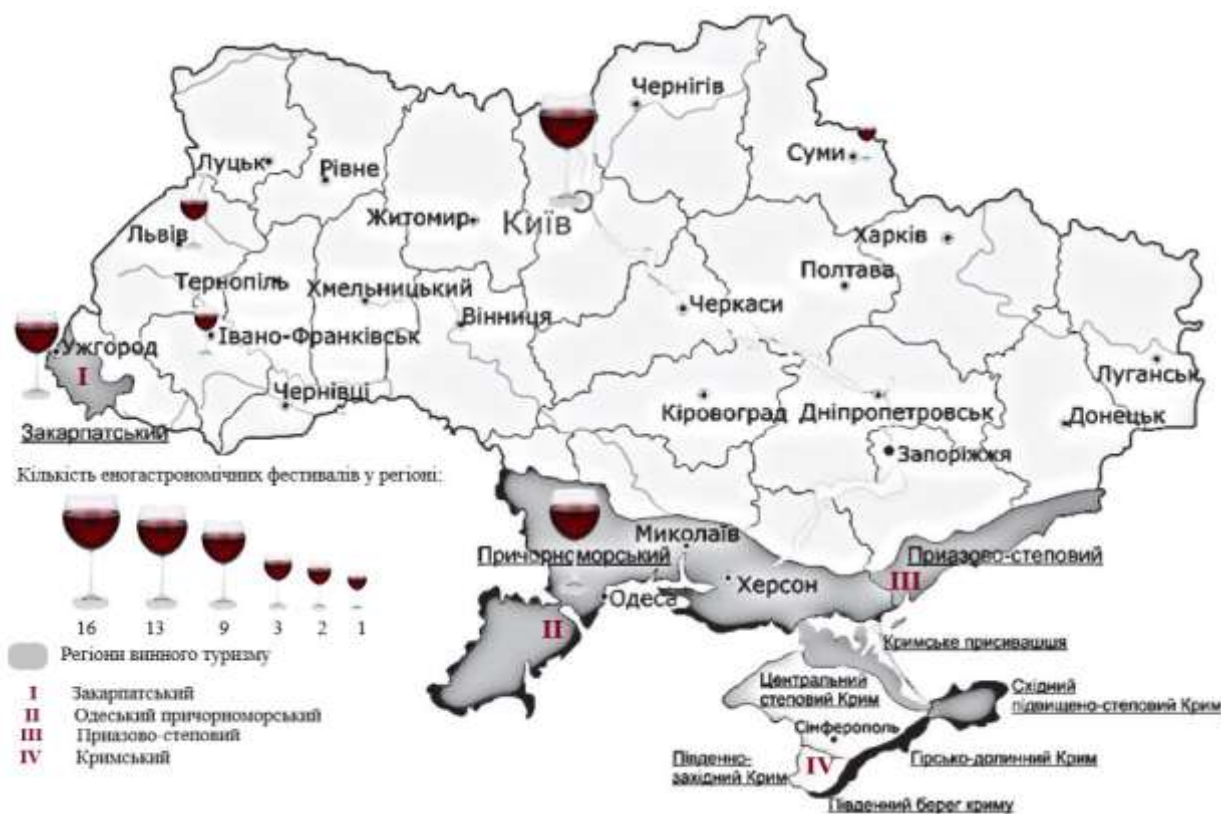 Чернігів
Суми
Луцьк
Рівне
Житомир
Київ
Львів
Харків
Тернопіль
Хмельницький
Полтава
Вінниця
Черкаси
Ужгород
Івано-Франківськ
І
Луганськ
Чернівці
Кіровоград
Дніпропетровськ
Донецьк
Закарпатський
Запоріжжя
Кількість еногастрономічних фестивалів у регіоні:
Миколаїв
Причорноморський
Приазово-степовий
Херсон
III
Одеса
II
16 13 9 3 2 1
Регіони винного туризму
Кримське присивашшя
Центральний
степовий Крим
Східний
підвищено-степовий Крим
I Закарпатський
II Одеський причорноморський
III Приазово-степовий
IV Кримський
Сімферополь
Південно-
західний Крим
IV
Гірсько-долинний Крим
Південний берег криму